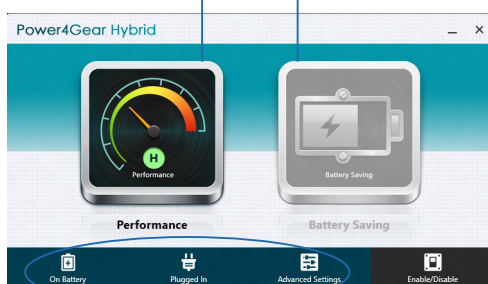 Power4Gear Hybrid
H
Performance
Battery Saving
Performance
Battery Saving
On Battery
Plugged In
Advanced Settings
Enable/Disable